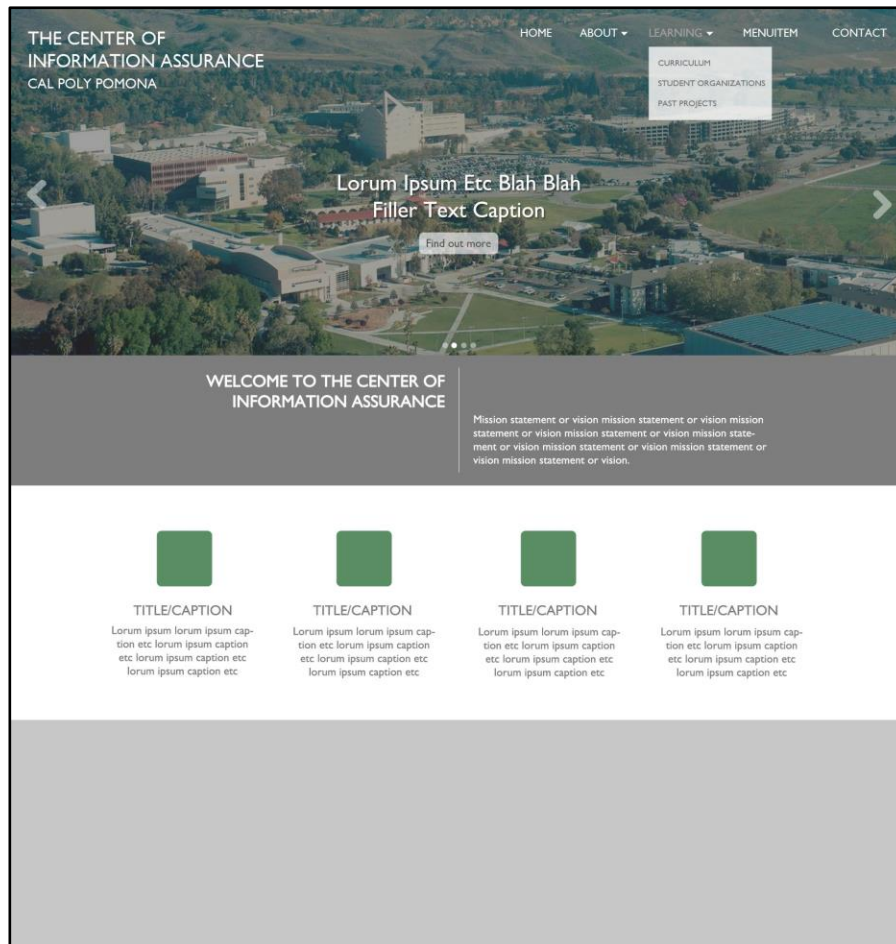 THE CENTER OF
INFORMATION ASSURANCE
CAL POLY POMONA
HOME
ABOUT
LEARNING
MENUITEM
CONTACT
CURRICULUM
STUDENT ORGANIZATIONS
PAST PROJECTS
Lorum Ipsum Etc Blah Blah
Filler Text Caption
Find out more
WELCOME TO THE CENTER OF
INFORMATION ASSURANCE
Mission statement or vision mission statement or vision mission
statement or vision mission statement or vision mission state-
ment or vision mission statement or vision mission statement or
vision mission statement or vision.
TITLE/CAPTION
Lorum ipsum lorum ipsum cap-
tion etc lorum ipsum caption
etc lorum ipsum caption etc
lorum ipsum caption etc
TITLE/CAPTION
Lorum ipsum lorum ipsum cap-
tion etc lorum ipsum caption
etc lorum ipsum caption etc
lorum ipsum caption etc
TITLE/CAPTION
Lorum ipsum lorum ipsum cap-
tion etc lorum ipsum caption
etc lorum ipsum caption etc
lorum ipsum caption etc
TITLE/CAPTION
Lorum ipsum lorum ipsum cap-
tion etc lorum ipsum caption
etc lorum ipsum caption etc
lorum ipsum caption etc